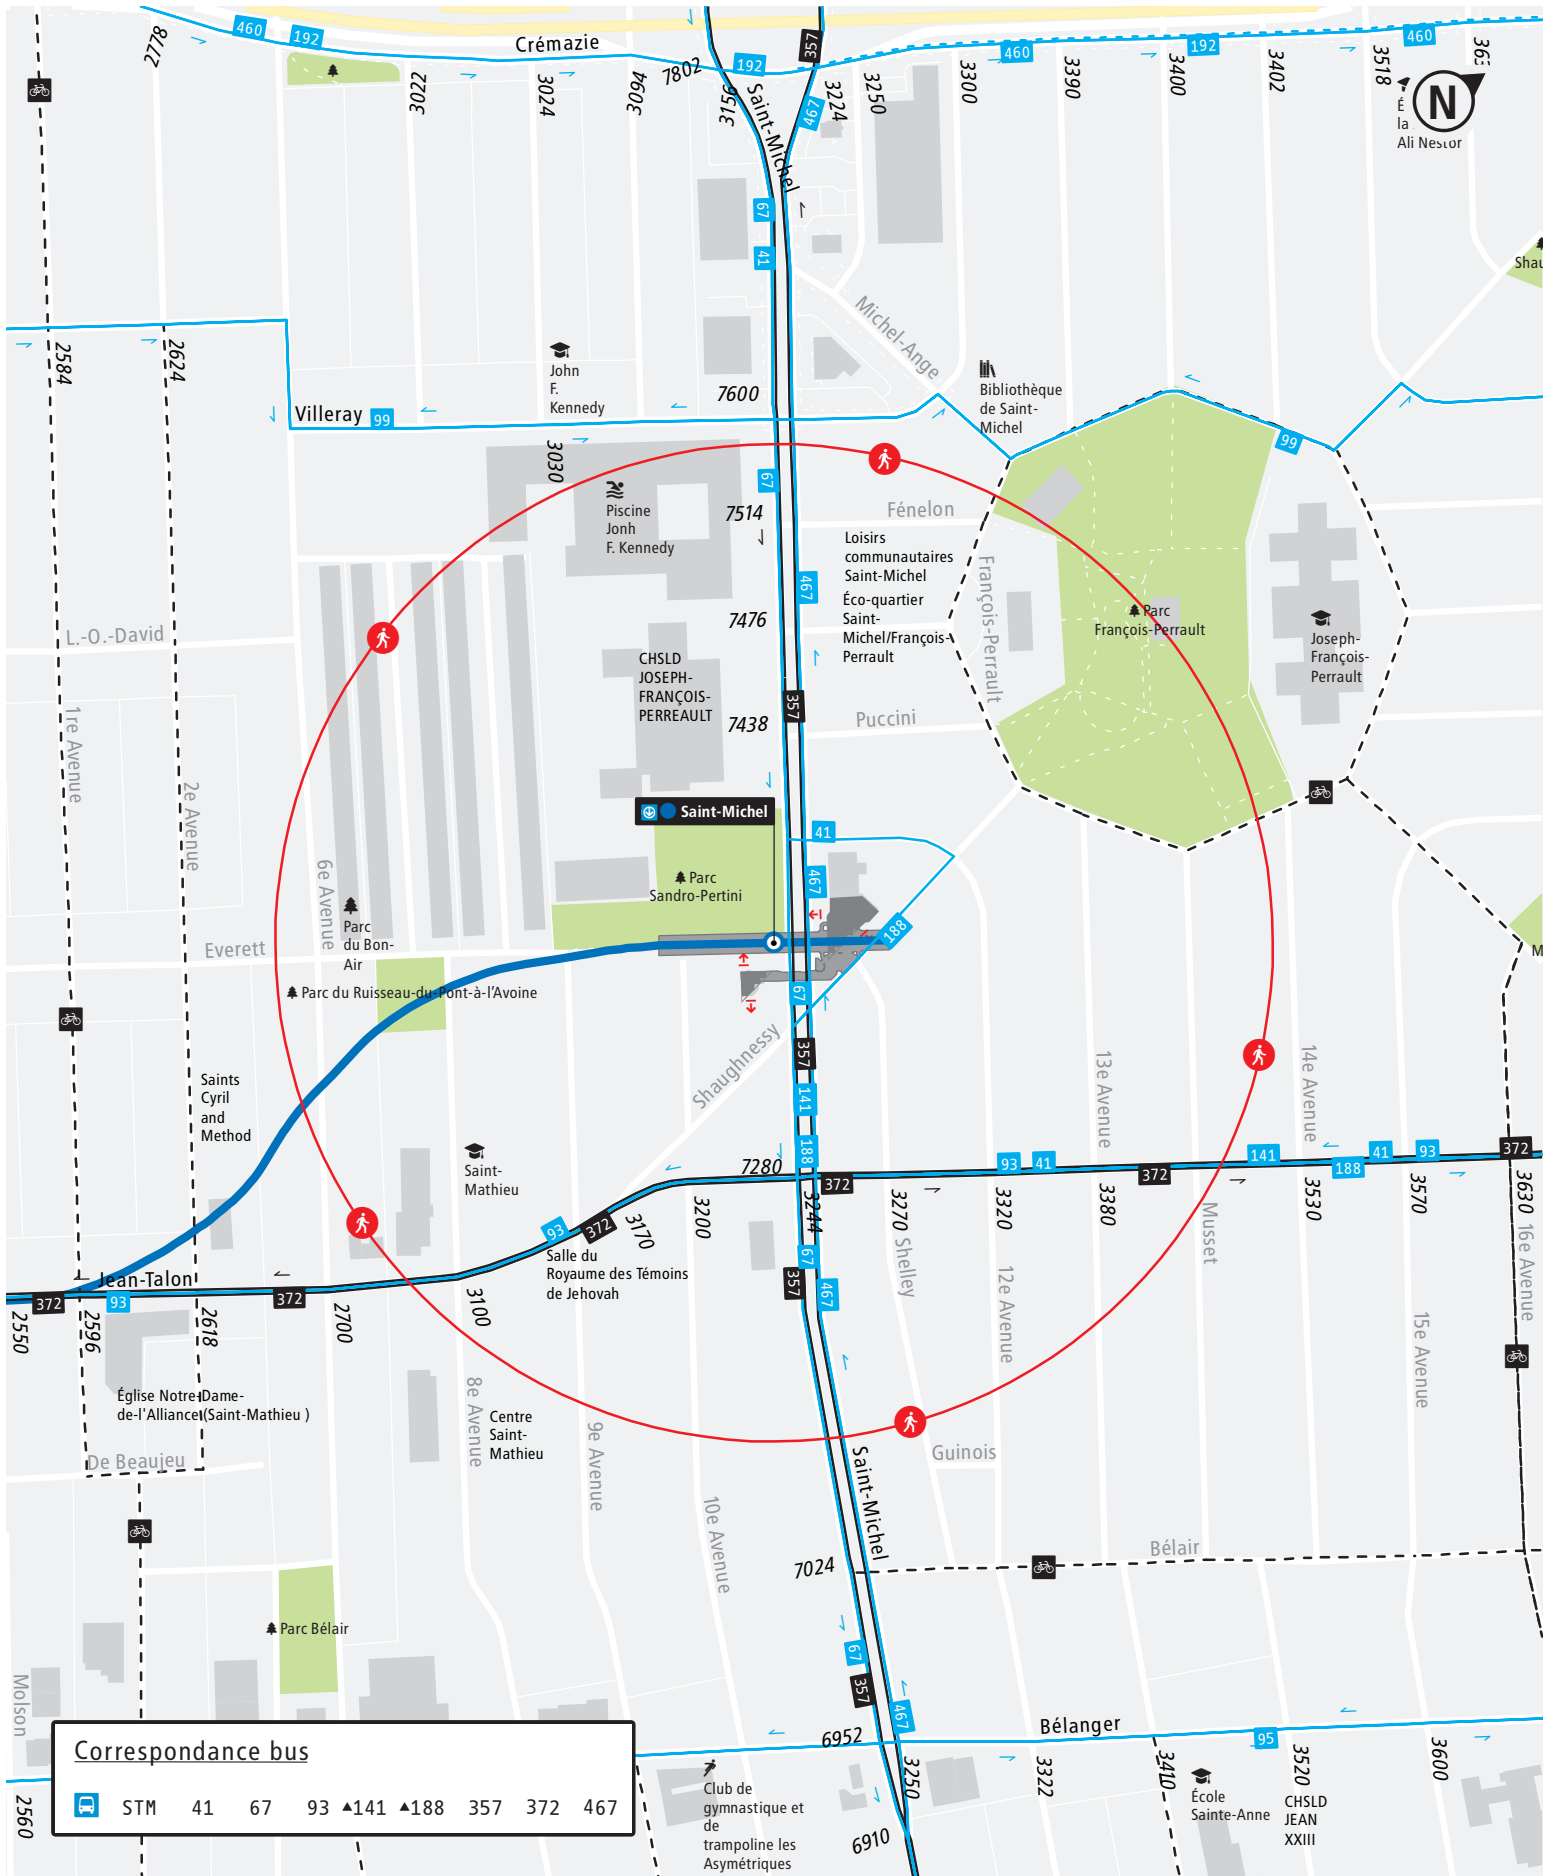 2778
460
192
Crémazie
7802
3156
192
357
460
192
460
3022
3024
3094
Saint-Michel
467
3224
3250
3300
3390
3400
3402
3518
N
É
la
Ali Nestor
67
41
2584
2624
John
F.
Kennedy
Michel-Ange
7600
Villeray
99
Bibliothèque
de Saint-
Michel
99
3030
67
Piscine
Jonh
F. Kennedy
7514
Fénelon
Loisirs
communautaires
Saint-Michel
467
Éco-quartier
Saint-
Michel/François-
Perrault
7476
François-Perrault
Parc
François-Perrault
Joseph-
François-
Perrault
L.-O.-David
CHSLD
JOSEPH-
FRANÇOIS-
PERREAULT
357
7438
Puccini
1re Avenue
2e Avenue
Saint-Michel
41
467
Parc
Sandro-Pertini
6e Avenue
Parc
du Bon-
Air
Everett
188
Parc du Ruisseau-du-Pont-à-l'Avoine
67
Shaughnessy
357
13e Avenue
14e Avenue
Saints
Cyril
and
Method
141
188
Saint-
Mathieu
7280
372
93
41
372
141
188
41
93
372
3200
3244
3270
3320
3380
3530
3570
3630
93
372
3170
Shelley
Musset
16e Avenue
Salle du
Royaume des Témoins
de Jehovah
67
357
467
12e Avenue
15e Avenue
Jean-Talon
372
93
372
2550
2596
2618
2700
3100
Église Notre-Dame-
de-l'Alliance(Saint-Mathieu )
8e Avenue
Centre
Saint-
Mathieu
9e Avenue
Guinois
De Beaujeu
Saint-Michel
10e Avenue
7024
Bélair
Parc Bélair
67
357
467
Molson
Bélanger
95
6952
3250
3322
3410
3520
3600
Correspondance bus
STM 41 67 93 ▲141 ▲188 357 372 467
2560
Club de
gymnastique et
de
trampoline les
Asymétriques
6910
École
Sainte-Anne
CHSLD
JEAN
XXIII